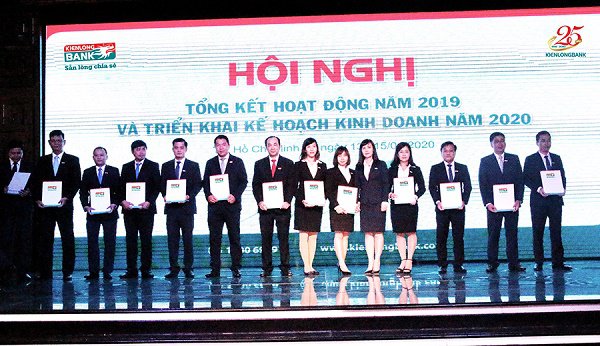 KIENLONG
BANK
Sẵn lòng chia sẻ
25
KIENLONGBANK
HỘI NGHỊ
TỔNG KẾT HOẠT ĐỘNG NĂM 2019
VÀ TRIỂN KHAI KẾ HOẠCH KINH DOANH NĂM 2020